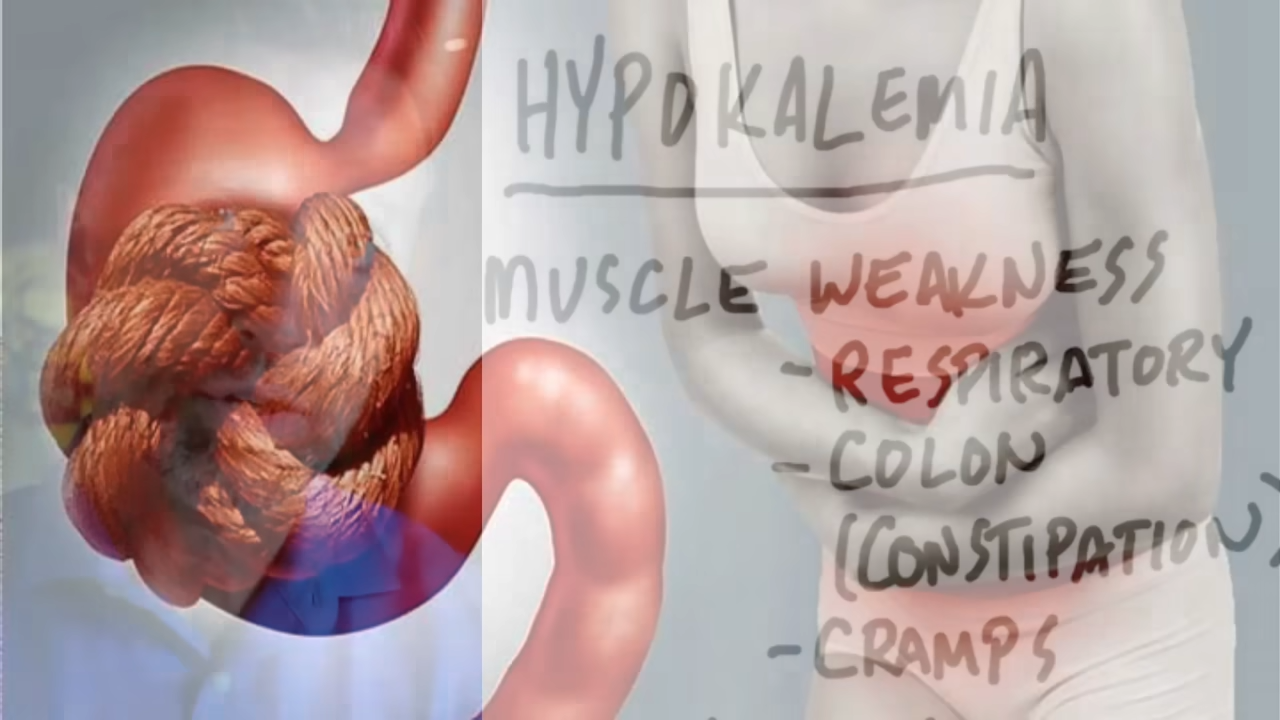 HYPOKALEMIA
MUSCLE WEAKNESS
- RESPIRATORY
- COLON
(CONSTIPATION)
- CRAMPS